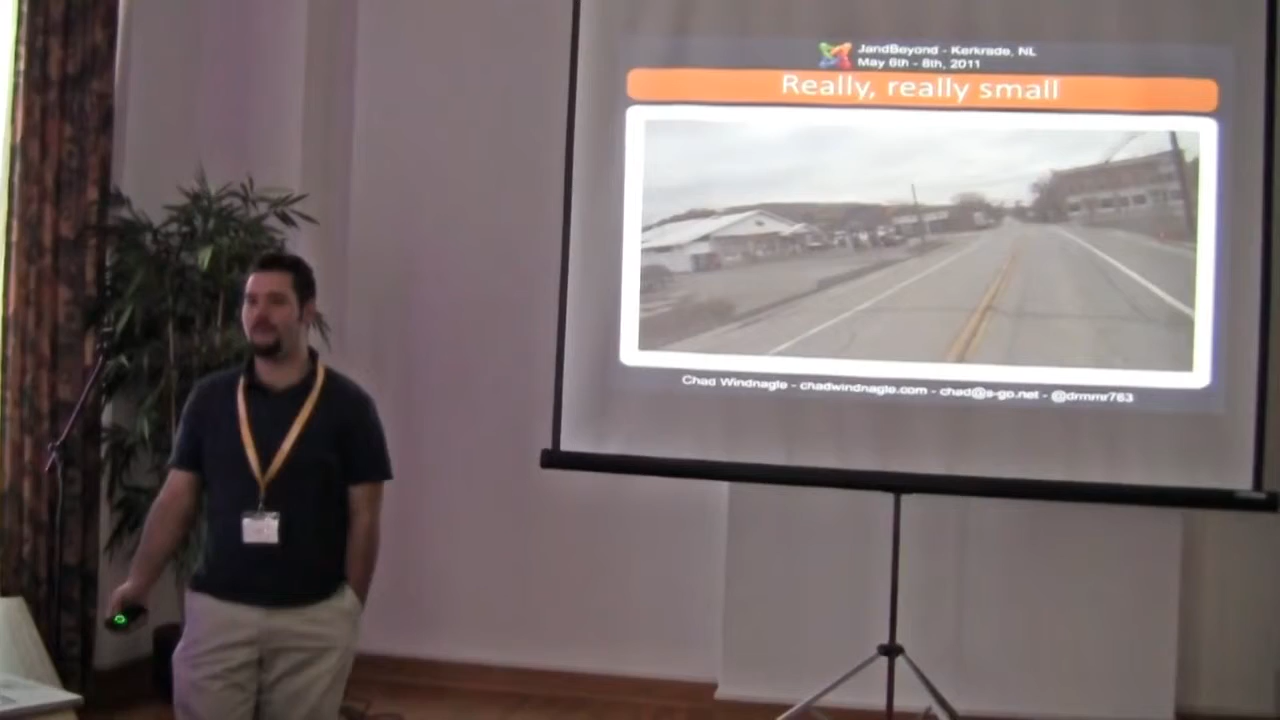 JandBeyond - Kerkrade, NL
May 6th - 8th, 2011
Really, really small
Chad Windnagle - chadwindnagle.com - chad@s-go.net - @drmmr763